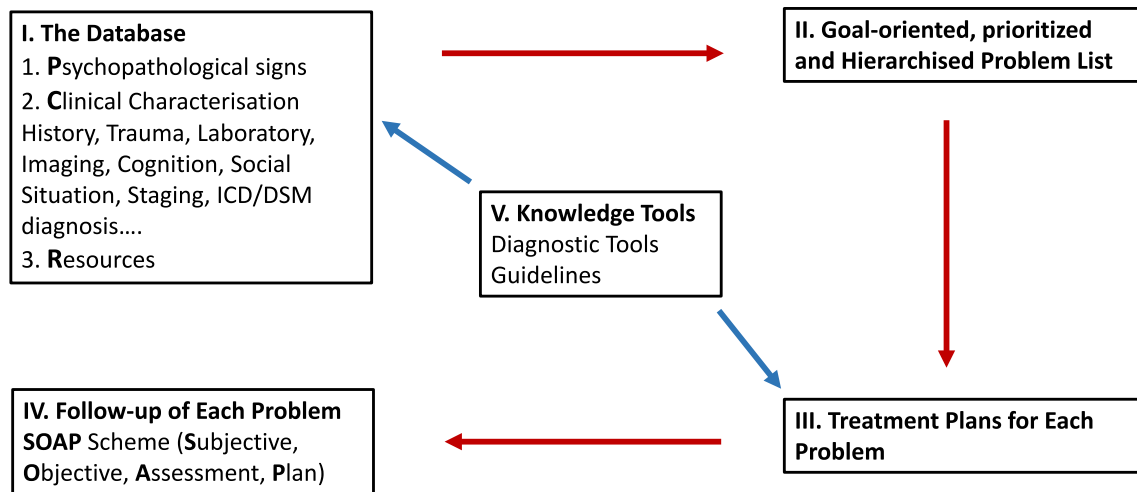 I. The Database
1. Psychopathological signs
2. Clinical Characterisation
History, Trauma, Laboratory,
Imaging, Cognition, Social
Situation, Staging, ICD/DSM
diagnosis….
3. Resources
II. Goal-oriented, prioritized
and Hierarchised Problem List
V. Knowledge Tools
Diagnostic Tools
Guidelines
III. Treatment Plans for Each
Problem
IV. Follow-up of Each Problem
SOAP Scheme (Subjective,
Objective, Assessment, Plan)